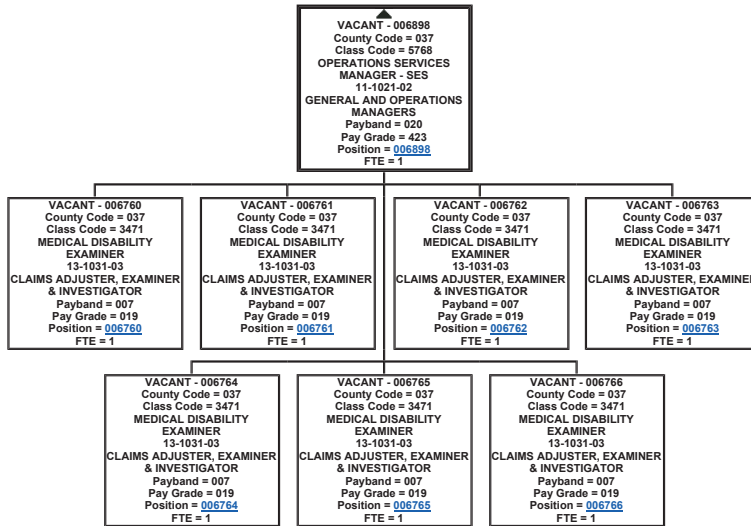 VACANT - 006898
County Code = 037
Class Code = 5768
OPERATIONS SERVICES
MANAGER - SES
11-1021-02
GENERAL AND OPERATIONS
MANAGERS
Payband = 020
Pay Grade = 423
Position = 006898
FTE = 1
VACANT - 006760
County Code = 037
Class Code = 3471
MEDICAL DISABILITY
EXAMINER
13-1031-03
CLAIMS ADJUSTER, EXAMINER
& INVESTIGATOR
Payband = 007
Pay Grade = 019
Position = 006760
FTE = 1
VACANT - 006761
County Code = 037
Class Code = 3471
MEDICAL DISABILITY
EXAMINER
13-1031-03
CLAIMS ADJUSTER, EXAMINER
& INVESTIGATOR
Payband = 007
Pay Grade = 019
Position = 006761
FTE = 1
VACANT - 006762
County Code = 037
Class Code = 3471
MEDICAL DISABILITY
EXAMINER
13-1031-03
CLAIMS ADJUSTER, EXAMINER
& INVESTIGATOR
Payband = 007
Pay Grade = 019
Position = 006762
FTE = 1
VACANT - 006763
County Code = 037
Class Code = 3471
MEDICAL DISABILITY
EXAMINER
13-1031-03
CLAIMS ADJUSTER, EXAMINER
& INVESTIGATOR
Payband = 007
Pay Grade = 019
Position = 006763
FTE = 1
VACANT - 006764
County Code = 037
Class Code = 3471
MEDICAL DISABILITY
EXAMINER
13-1031-03
CLAIMS ADJUSTER, EXAMINER
& INVESTIGATOR
Payband = 007
Pay Grade = 019
Position = 006764
FTE = 1
VACANT - 006765
County Code = 037
Class Code = 3471
MEDICAL DISABILITY
EXAMINER
13-1031-03
CLAIMS ADJUSTER, EXAMINER
& INVESTIGATOR
Payband = 007
Pay Grade = 019
Position = 006765
FTE = 1
VACANT - 006766
County Code = 037
Class Code = 3471
MEDICAL DISABILITY
EXAMINER
13-1031-03
CLAIMS ADJUSTER, EXAMINER
& INVESTIGATOR
Payband = 007
Pay Grade = 019
Position = 006766
FTE = 1